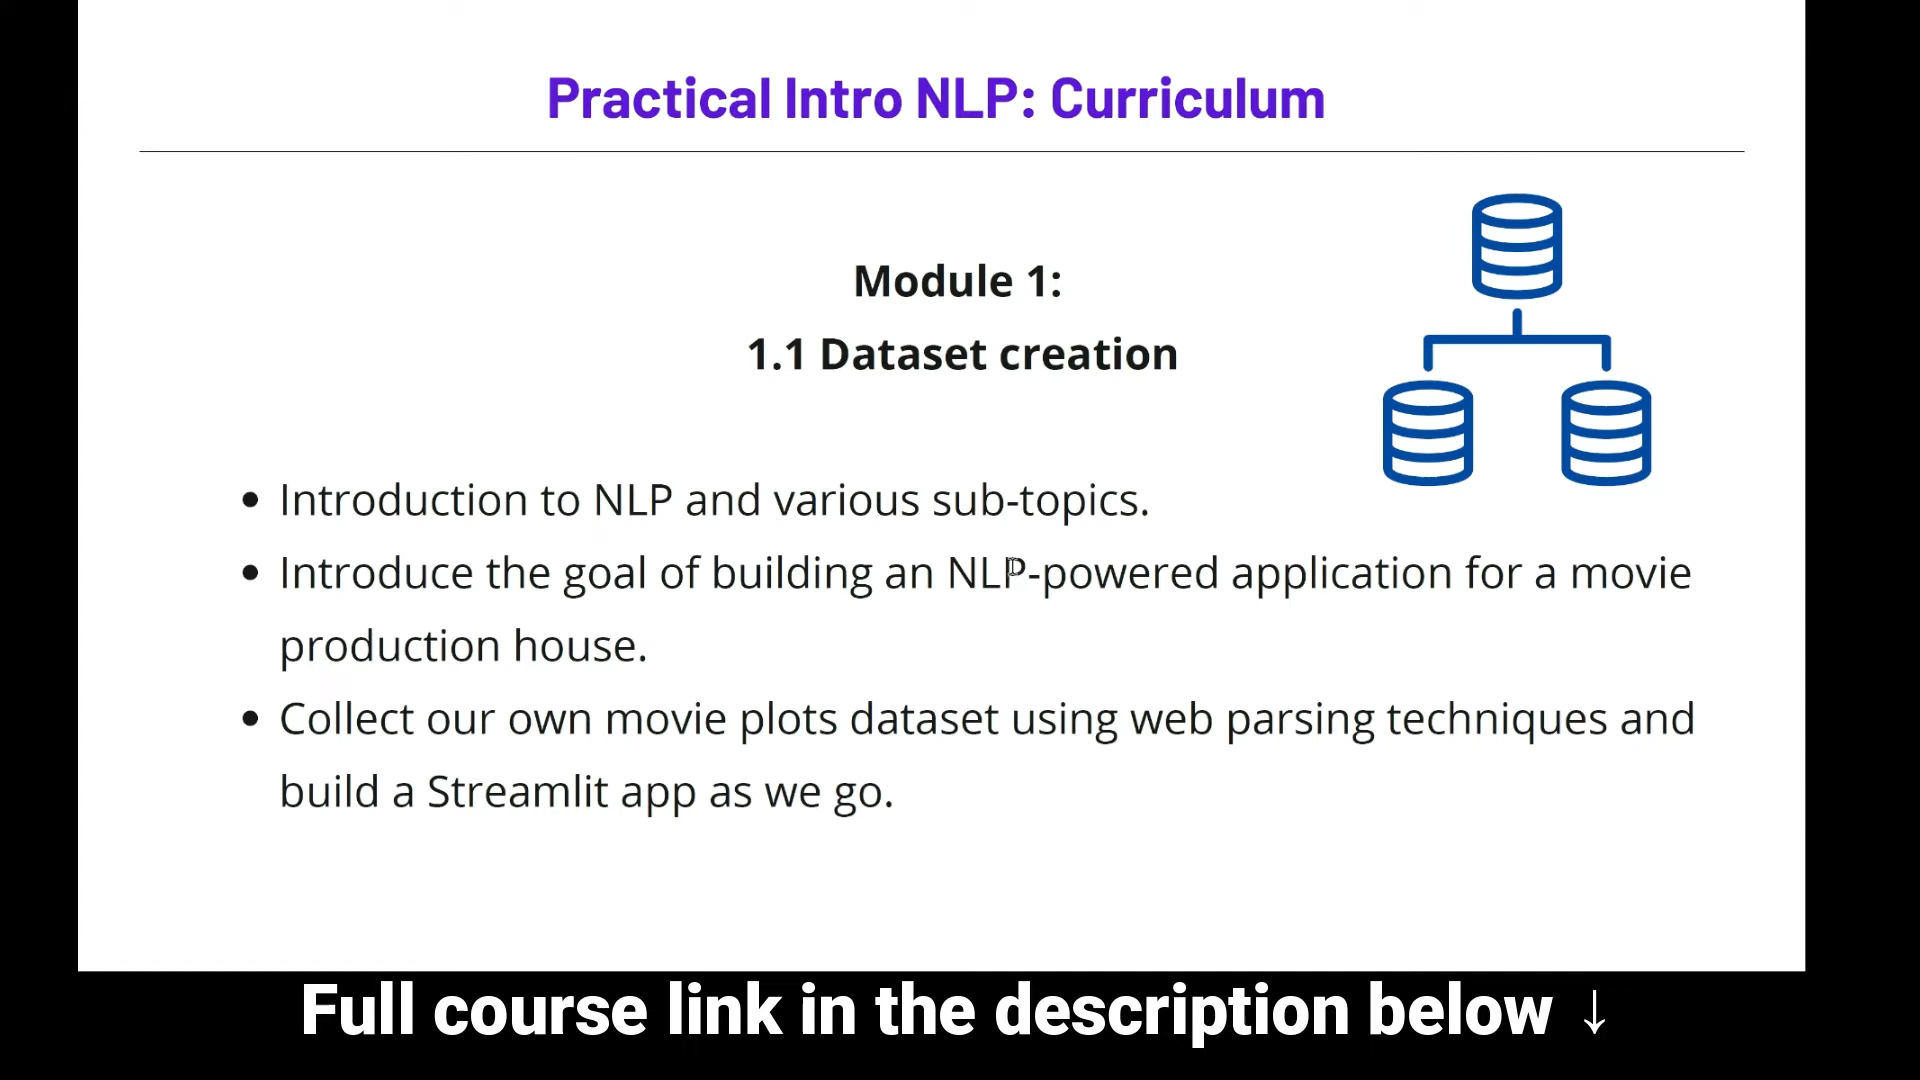 Practical Intro NLP: Curriculum
Module 1:
1.1 Dataset creation
• Introduction to NLP and various sub-topics.
• Introduce the goal of building an NLP-powered application for a movie
production house.
• Collect our own movie plots dataset using web parsing techniques and
build a Streamlit app as we go.
Full course link in the description below ↓